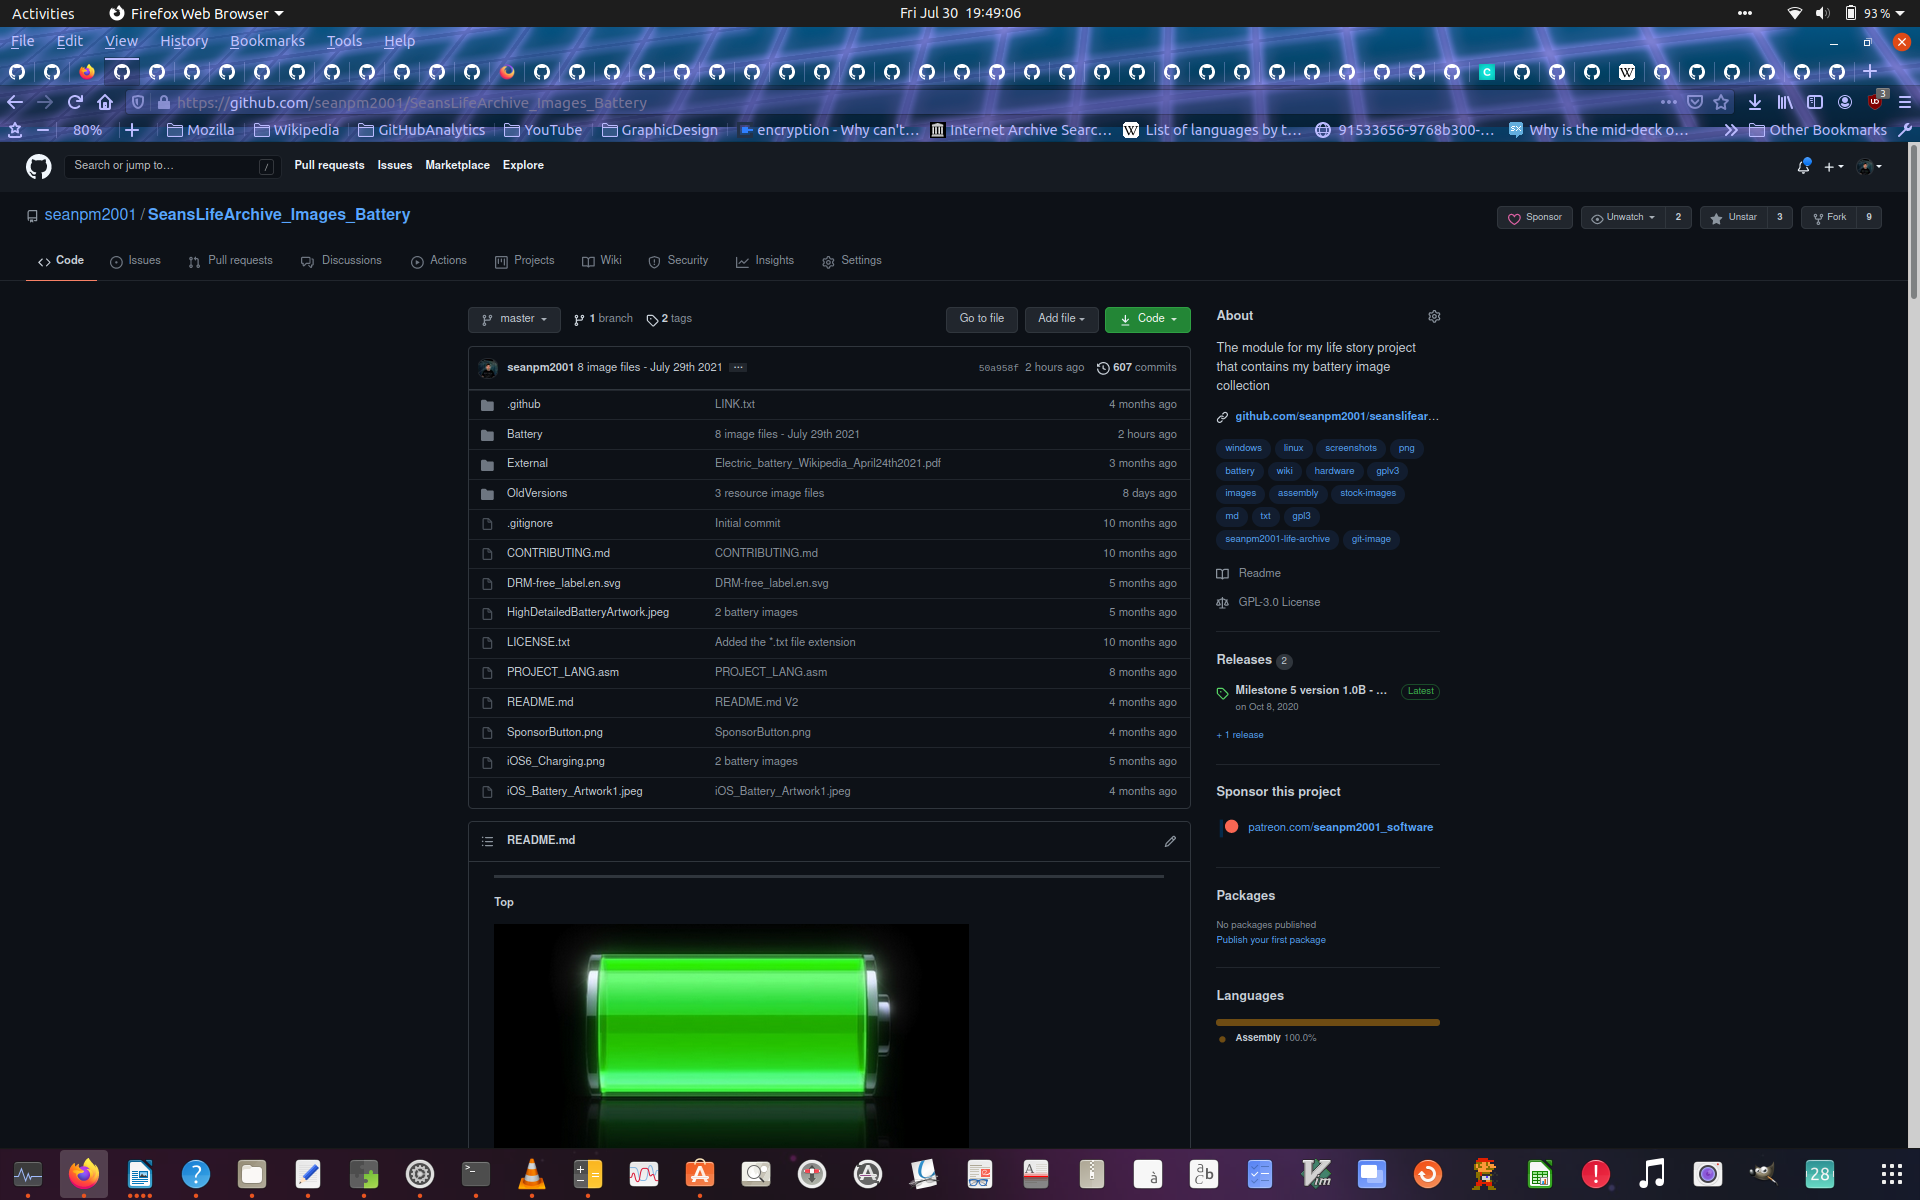 Activities Firefox Web Browser Fri Jul 30 19:49:06 93 %
File Edit View History Bookmarks Tools Help
https://github.com/seanpm2001/SeansLifeArchive_Images_Battery 3
80% Mozilla Wikipedia GitHubAnalytics YouTube GraphicDesign encryption - Why can't... Internet Archive Searc... List of languages by t... 91533656-9768b300-... Why is the mid-deck o... Other Bookmarks
Search or jump to... / Pull requests Issues Marketplace Explore
seanpm2001 / SeansLifeArchive_Images_Battery
Sponsor Unwatch 2 Unstar 3 Fork 9
Code Issues Pull requests Discussions Actions Projects Wiki Security Insights Settings
master 1 branch 2 tags Go to file Add file Code
seanpm2001 8 image files - July 29th 2021 ... 50a958f 2 hours ago 607 commits
.github LINK.txt 4 months ago
Battery 8 image files - July 29th 2021 2 hours ago
External Electric_battery_Wikipedia_April24th2021.pdf 3 months ago
OldVersions 3 resource image files 8 days ago
.gitignore Initial commit 10 months ago
CONTRIBUTING.md CONTRIBUTING.md 10 months ago
DRM-free_label.en.svg DRM-free_label.en.svg 5 months ago
HighDetailedBatteryArtwork.jpeg 2 battery images 5 months ago
LICENSE.txt Added the *.txt file extension 10 months ago
PROJECT_LANG.asm PROJECT_LANG.asm 8 months ago
README.md README.md V2 4 months ago
SponsorButton.png SponsorButton.png 4 months ago
iOS6_Charging.png 2 battery images 5 months ago
iOS_Battery_Artwork1.jpeg iOS_Battery_Artwork1.jpeg 4 months ago
README.md
Top
About
The module for my life story project
that contains my battery image
collection
github.com/seanpm2001/seanslifear...
windows linux screenshots png
battery wiki hardware gplv3
images assembly stock-images
md txt gpl3
seanpm2001-life-archive git-image
Readme
GPL-3.0 License
Releases 2
Milestone 5 version 1.0B - ... Latest
on Oct 8, 2020
+ 1 release
Sponsor this project
patreon.com/seanpm2001_software
Packages
No packages published
Publish your first package
Languages
Assembly 100.0%
28